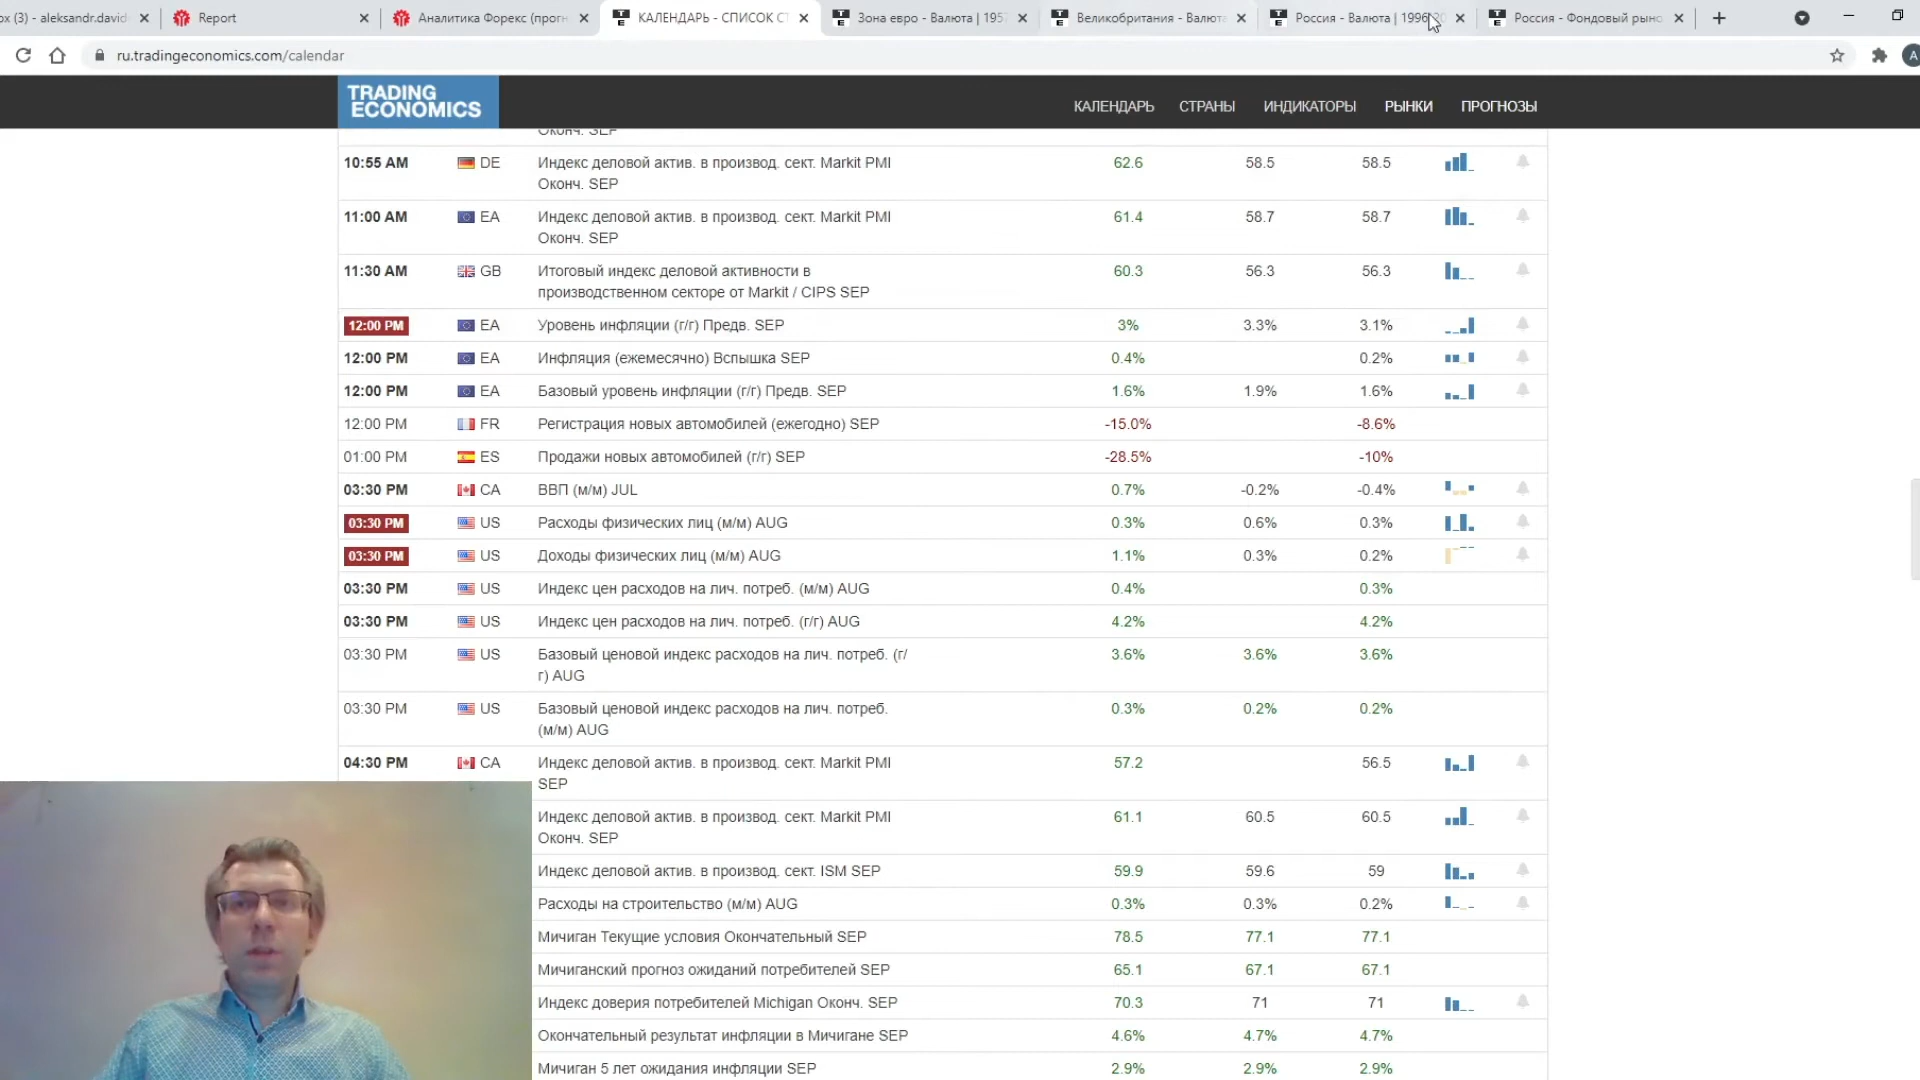 ox (3) - aleksandr.david
Report
Аналитика Форекс (прогн
КАЛЕНДАРЬ - СПИСОК СТ
Зона евро - Валюта | 1957
Великобритания - Валюта
Россия - Валюта | 1996
Россия - Фондовый рыно
ru.tradingeconomics.com/calendar
A
TRADING
ECONOMICS
КАЛЕНДАРЬ
СТРАНЫ
ИНДИКАТОРЫ
РЫНКИ
ПРОГНОЗЫ
Оконч. SEP
10:55 AM DE Индекс деловой актив. в производ. сект. Markit PMI 62.6 58.5 58.5
Оконч. SEP
11:00 AM EA Индекс деловой актив. в производ. сект. Markit PMI 61.4 58.7 58.7
Оконч. SEP
11:30 AM GB Итоговый индекс деловой активности в 60.3 56.3 56.3
производственном секторе от Markit / CIPS SEP
12:00 PM EA Уровень инфляции (г/г) Предв. SEP 3% 3.3% 3.1%
12:00 PM EA Инфляция (ежемесячно) Вспышка SEP 0.4% 0.2%
12:00 PM EA Базовый уровень инфляции (г/г) Предв. SEP 1.6% 1.9% 1.6%
12:00 PM FR Регистрация новых автомобилей (ежегодно) SEP -15.0% -8.6%
01:00 PM ES Продажи новых автомобилей (г/г) SEP -28.5% -10%
03:30 PM CA ВВП (м/м) JUL 0.7% -0.2% -0.4%
03:30 PM US Расходы физических лиц (м/м) AUG 0.3% 0.6% 0.3%
03:30 PM US Доходы физических лиц (м/м) AUG 1.1% 0.3% 0.2%
03:30 PM US Индекс цен расходов на лич. потреб. (м/м) AUG 0.4% 0.3%
03:30 PM US Индекс цен расходов на лич. потреб. (г/г) AUG 4.2% 4.2%
03:30 PM US Базовый ценовой индекс расходов на лич. потреб. (г/ 3.6% 3.6% 3.6%
г) AUG
03:30 PM US Базовый ценовой индекс расходов на лич. потреб. 0.3% 0.2% 0.2%
(м/м) AUG
04:30 PM CA Индекс деловой актив. в производ. сект. Markit PMI 57.2 56.5
SEP
Индекс деловой актив. в производ. сект. Markit PMI 61.1 60.5 60.5
Оконч. SEP
Индекс деловой актив. в производ. сект. ISM SEP 59.9 59.6 59
Расходы на строительство (м/м) AUG 0.3% 0.3% 0.2%
Мичиган Текущие условия Окончательный SEP 78.5 77.1 77.1
Мичиганский прогноз ожиданий потребителей SEP 65.1 67.1 67.1
Индекс доверия потребителей Michigan Оконч. SEP 70.3 71 71
Окончательный результат инфляции в Мичигане SEP 4.6% 4.7% 4.7%
Мичиган 5 лет ожидания инфляции SEP 2.9% 2.9% 2.9%